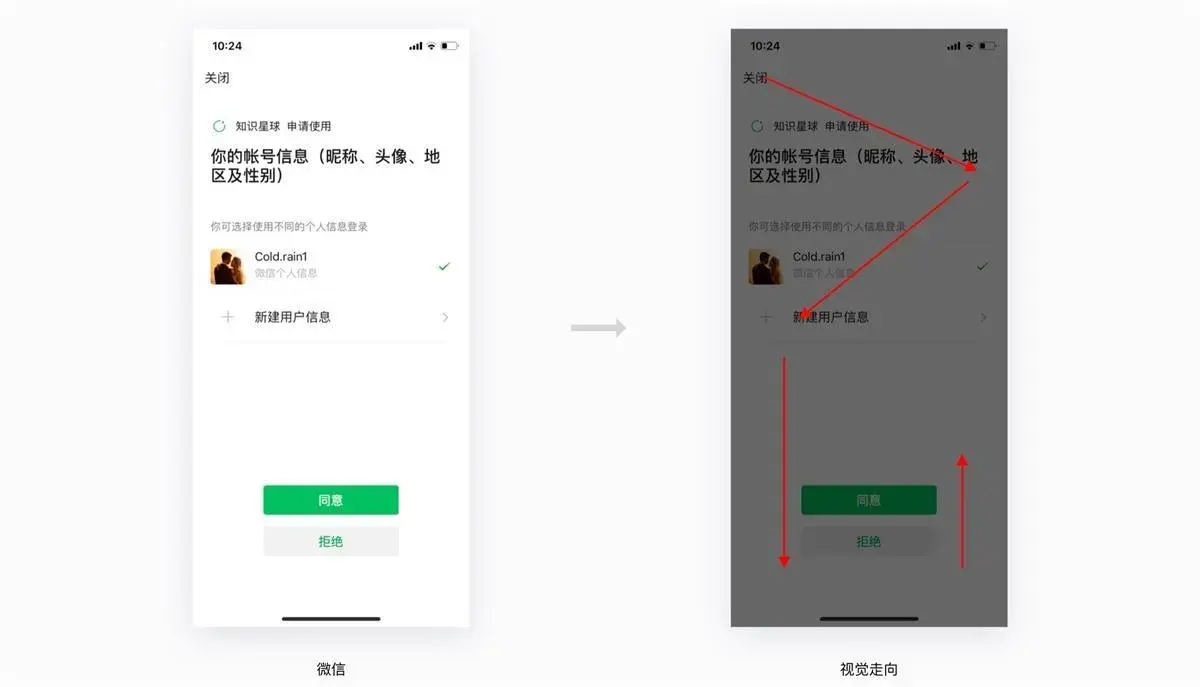 10:24
关闭
知识星球 申请使用
你的帐号信息（昵称、头像、地
区及性别）
你可选择使用不同的个人信息登录
Cold.rain1
微信个人信息
新建用户信息
同意
拒绝
微信
10:24
关闭
知识星球 申请使用
你的帐号信息（昵称、头像、地
区及性别）
你可选择使用不同的个人信息登录
Cold.rain1
微信个人信息
新建用户信息
同意
拒绝
视觉走向